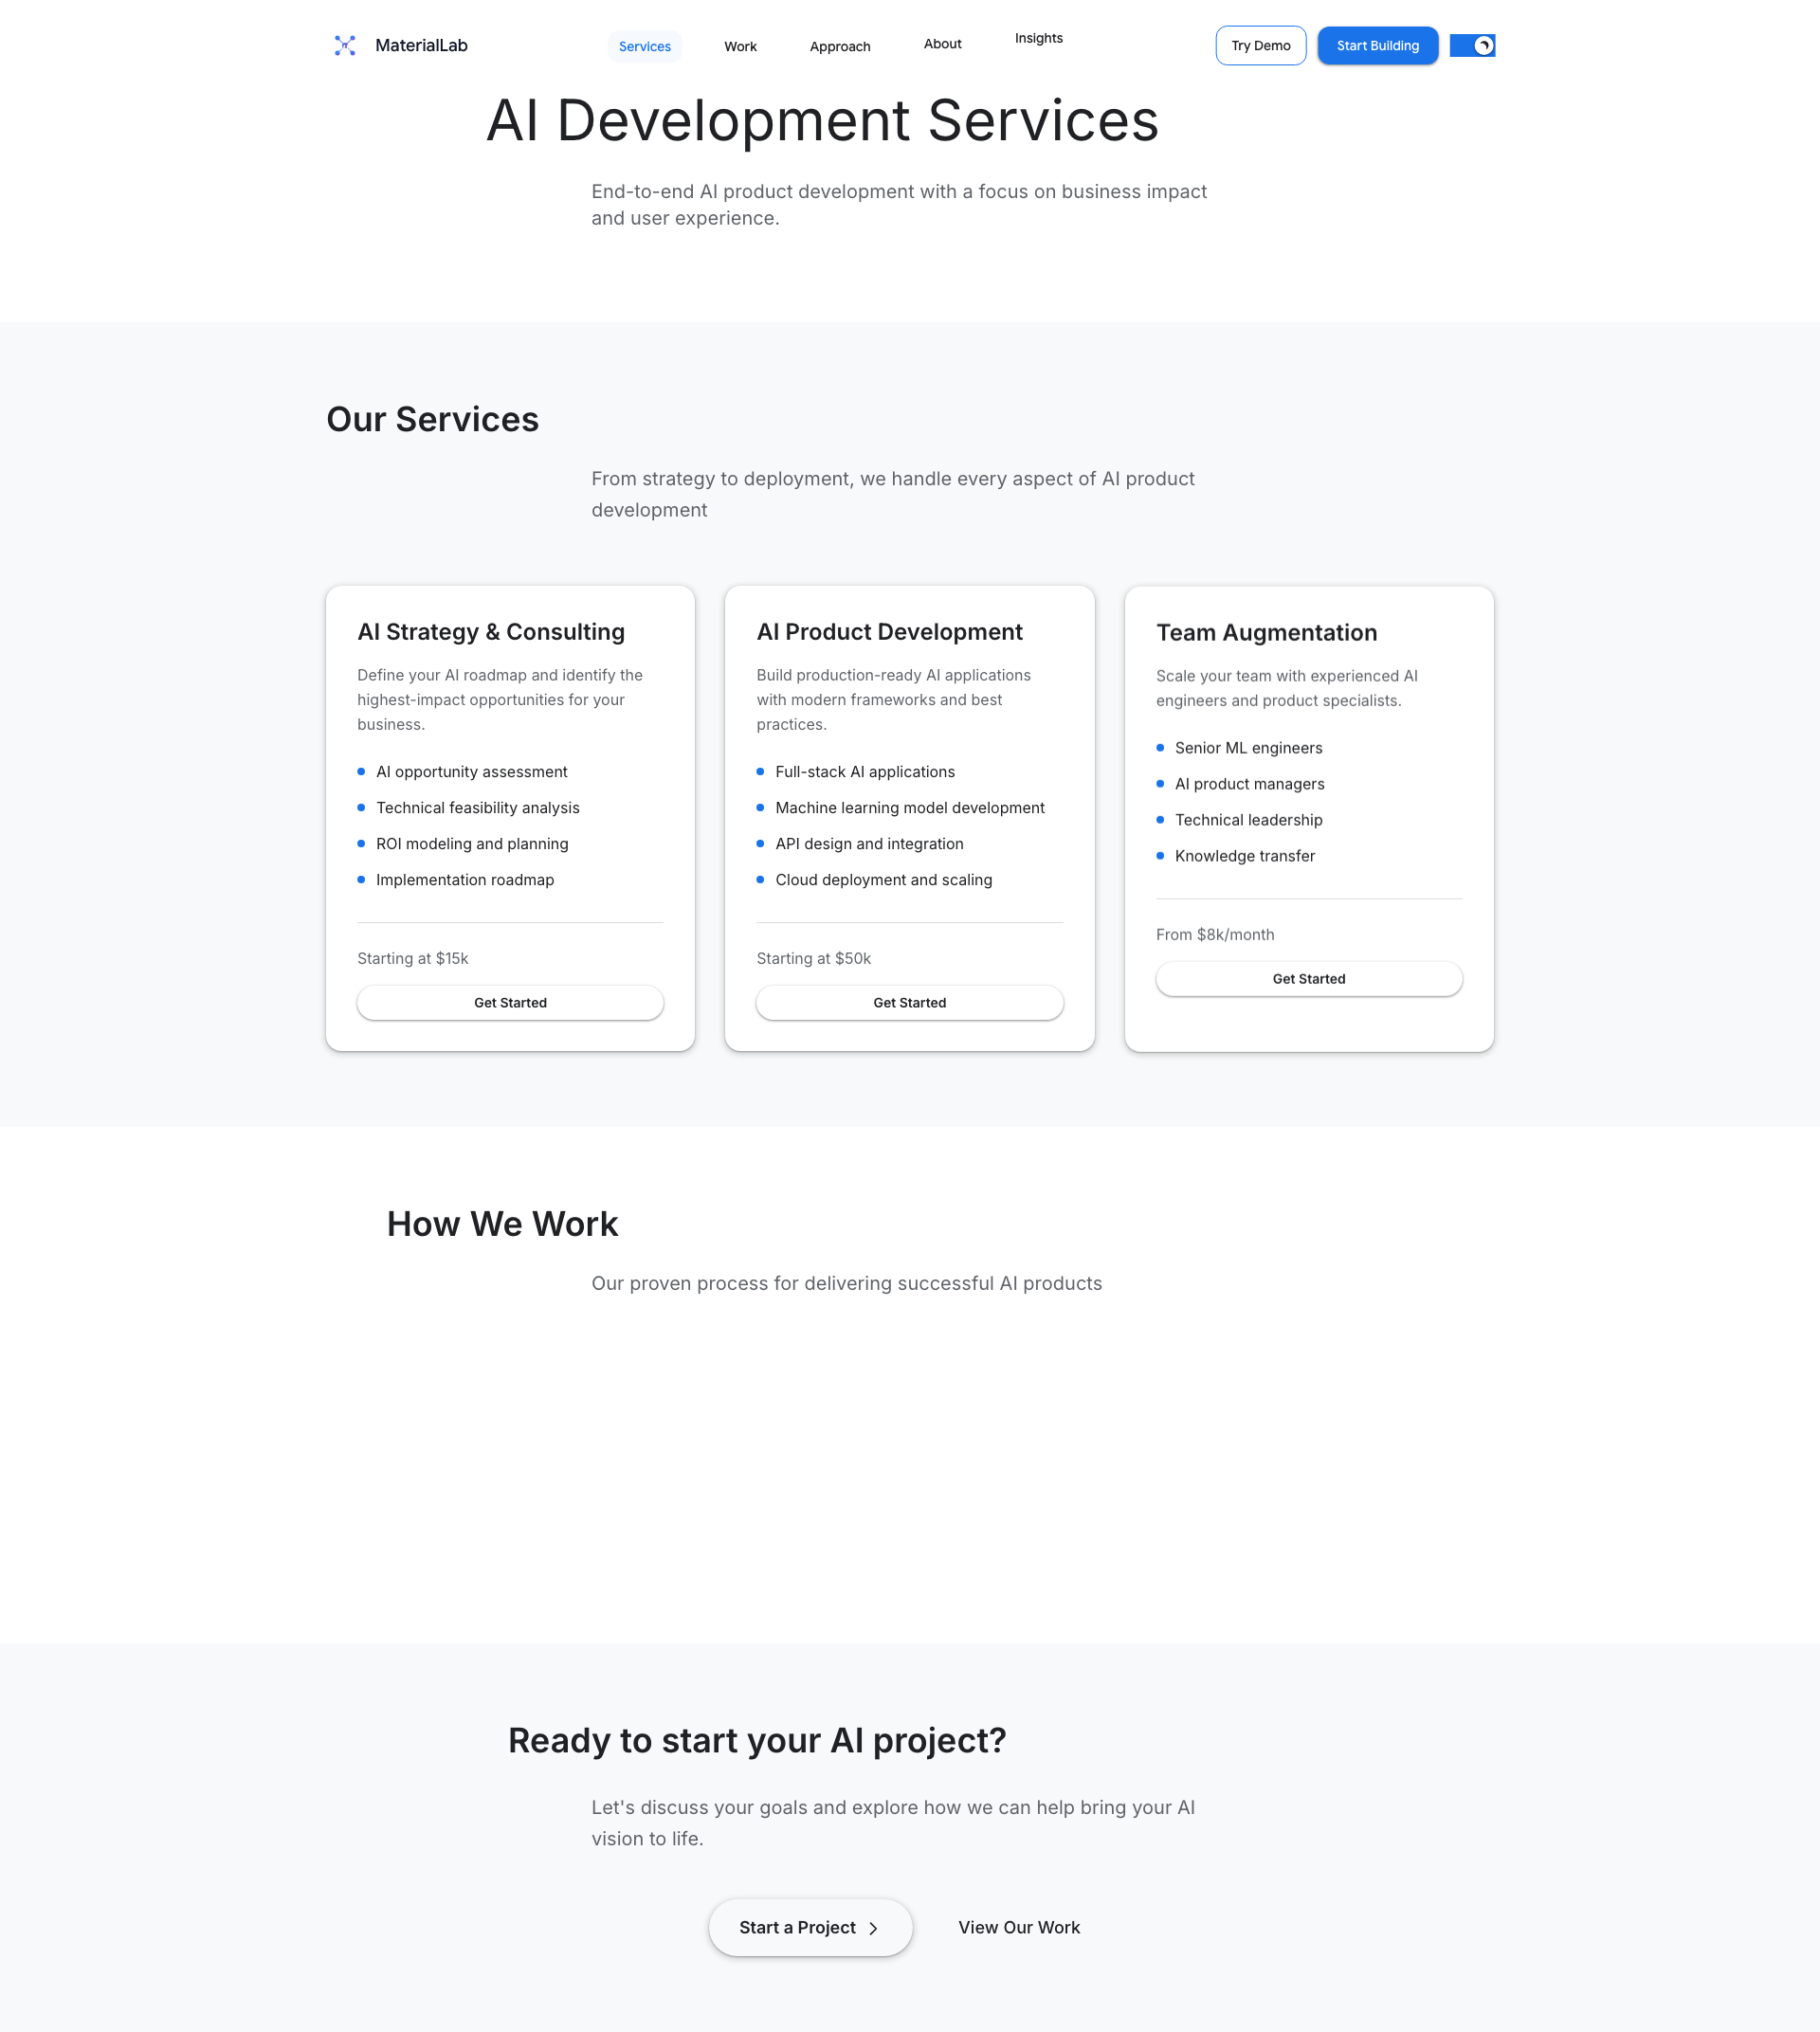 MaterialLab
Services
Work
Approach
About
Insights
Try Demo
Start Building
AI Development Services
End-to-end AI product development with a focus on business impact
and user experience.
Our Services
From strategy to deployment, we handle every aspect of AI product
development
AI Strategy & Consulting
Define your AI roadmap and identify the
highest-impact opportunities for your
business.
AI opportunity assessment
Technical feasibility analysis
ROI modeling and planning
Implementation roadmap
Starting at $15k
Get Started
AI Product Development
Build production-ready AI applications
with modern frameworks and best
practices.
Full-stack AI applications
Machine learning model development
API design and integration
Cloud deployment and scaling
Starting at $50k
Get Started
Team Augmentation
Scale your team with experienced AI
engineers and product specialists.
Senior ML engineers
AI product managers
Technical leadership
Knowledge transfer
From $8k/month
Get Started
How We Work
Our proven process for delivering successful AI products
Ready to start your AI project?
Let's discuss your goals and explore how we can help bring your AI
vision to life.
Start a Project
View Our Work